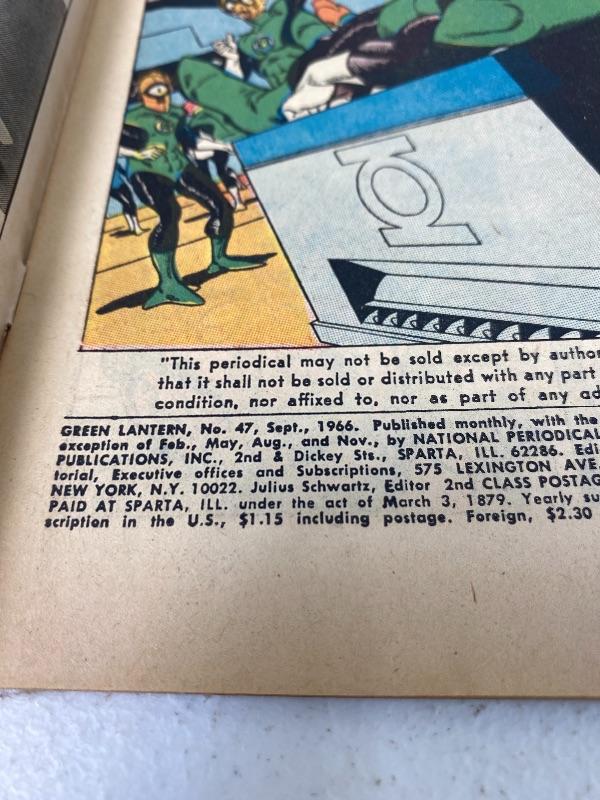 "This periodical may not be sold except by author
that it shall not be sold or distributed with any part
condition, nor affixed to, nor as part of any ad
GREEN LANTERN, No. 47, Sept., 1966. Published monthly, with the
exception of Feb., May, Aug., and Nov., by NATIONAL PERIODICAL
PUBLICATIONS, INC., 2nd & Dickey Sts., SPARTA, ILL. 62286. Edi-
torial, Executive offices and Subscriptions, 575 LEXINGTON AVE.
NEW YORK, N.Y. 10022. Julius Schwartz, Editor 2nd CLASS POSTAG
PAID AT SPARTA, ILL. under the act of March 3, 1879. Yearly su
scription in the U.S., $1.15 including postage. Foreign, $2.30